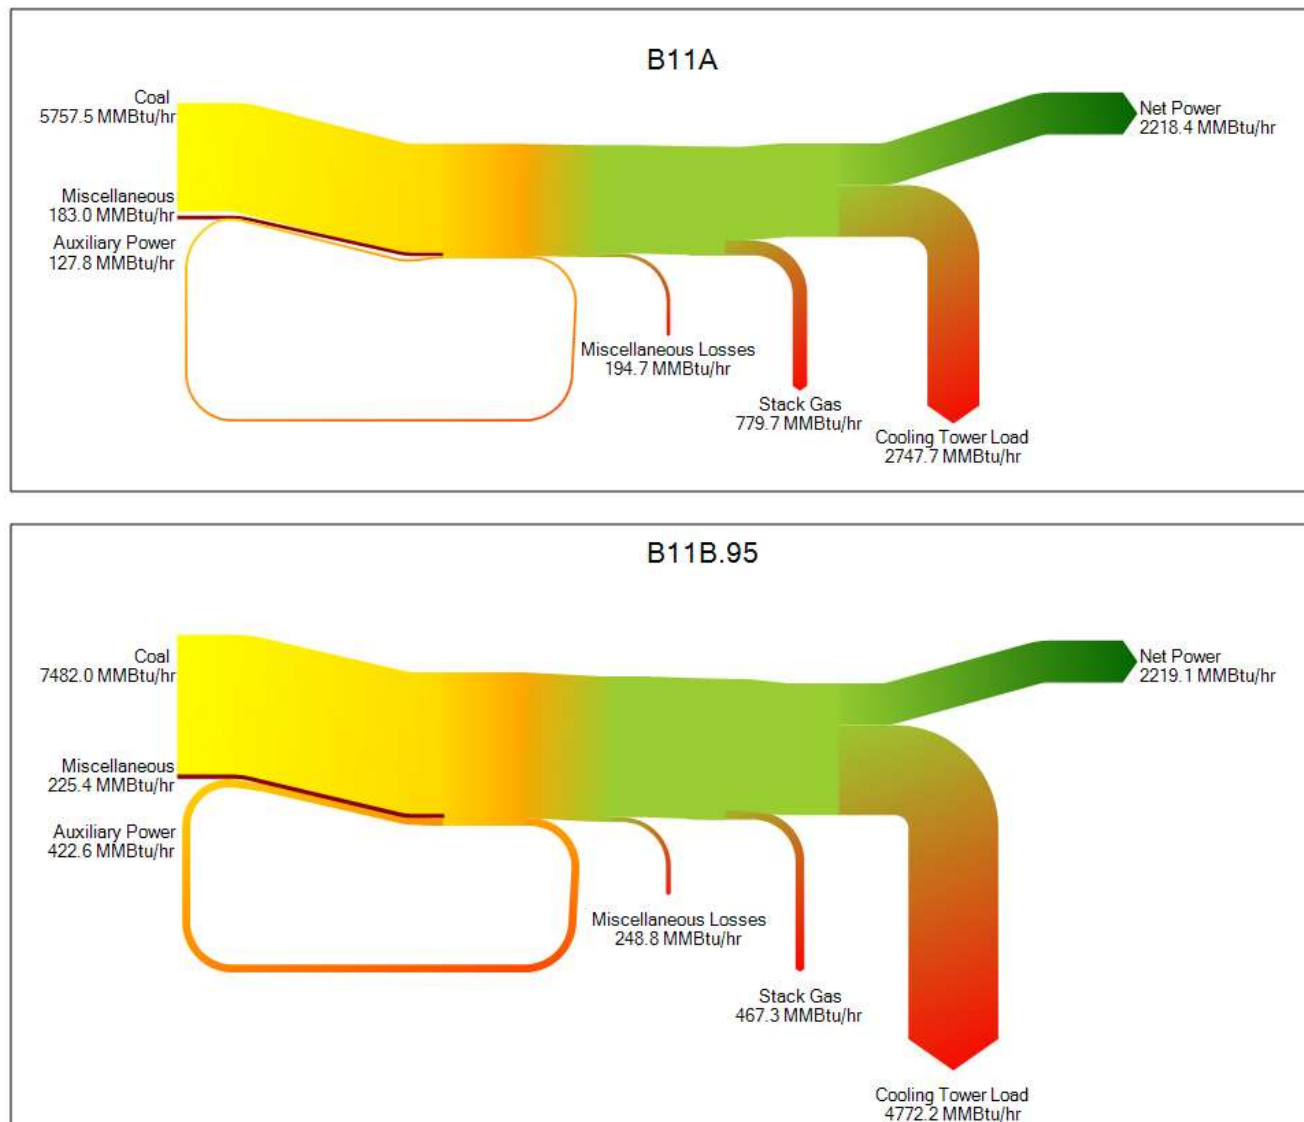 B11A
Coal
5757.5 MMBtu/hr
Net Power
2218.4 MMBtu/hr
Miscellaneous
183.0 MMBtu/hr
Auxiliary Power
127.8 MMBtu/hr
Miscellaneous Losses
194.7 MMBtu/hr
Stack Gas
779.7 MMBtu/hr
Cooling Tower Load
2747.7 MMBtu/hr
B11B.95
Coal
7482.0 MMBtu/hr
Net Power
2219.1 MMBtu/hr
Miscellaneous
225.4 MMBtu/hr
Auxiliary Power
422.6 MMBtu/hr
Miscellaneous Losses
248.8 MMBtu/hr
Stack Gas
467.3 MMBtu/hr
Cooling Tower Load
4772.2 MMBtu/hr